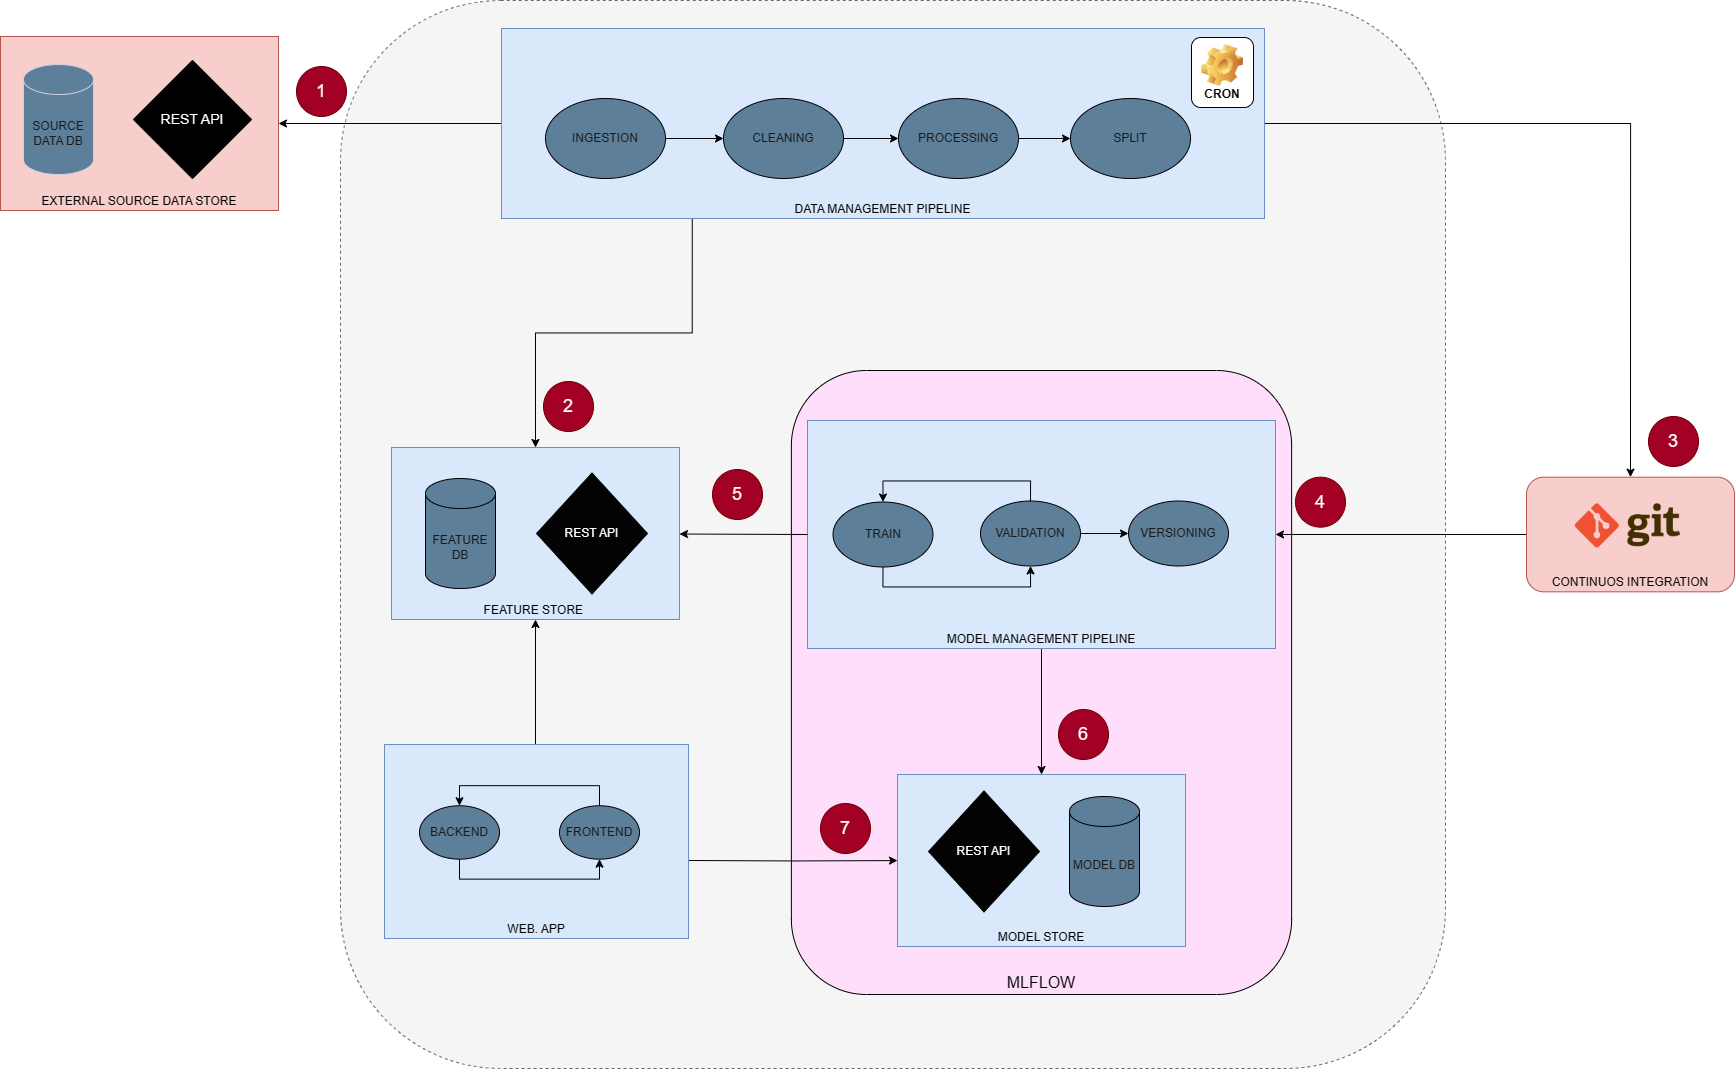 SOURCE
DATA DB
REST API
EXTERNAL SOURCE DATA STORE
1
INGESTION
CLEANING
PROCESSING
SPLIT
CRON
DATA MANAGEMENT PIPELINE
2
3
FEATURE
DB
REST API
FEATURE STORE
5
TRAIN
VALIDATION
VERSIONING
MODEL MANAGEMENT PIPELINE
4
git
CONTINUOS INTEGRATION
6
BACKEND
FRONTEND
WEB. APP
7
REST API
MODEL DB
MODEL STORE
MLFLOW